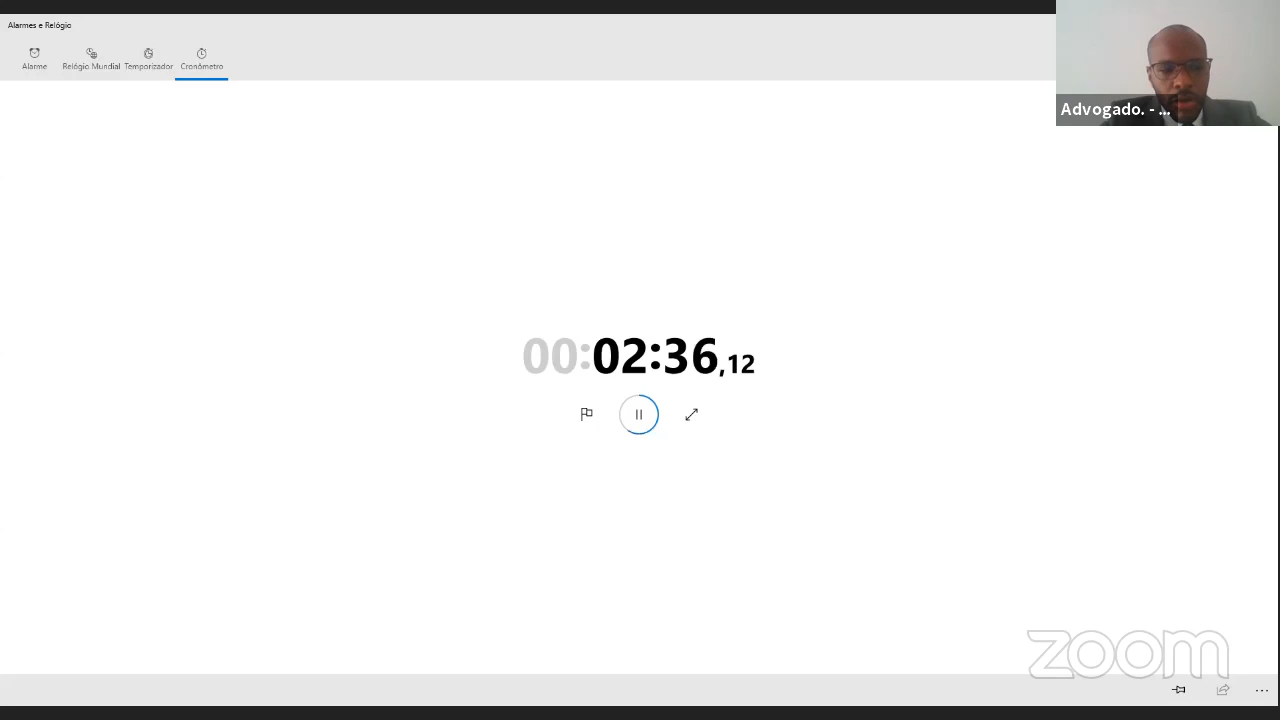 Alarmes e Relógio
Alarme
Relógio Mundial
Temporizador
Cronômetro
Advogado. - ...
00:02:36,12
zoom